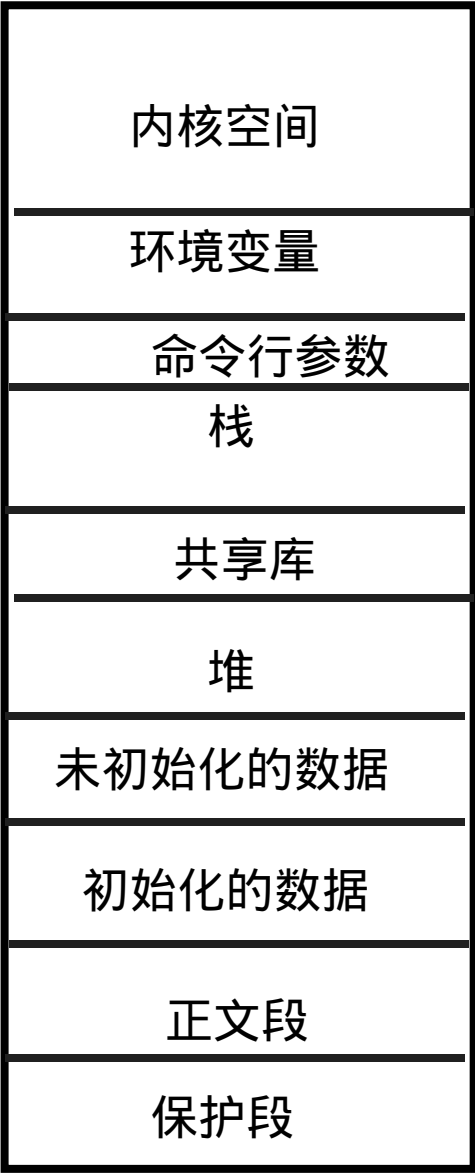 内核空间
环境变量
命令行参数
栈
共享库
堆
未初始化的数据
初始化的数据
正文段
保护段